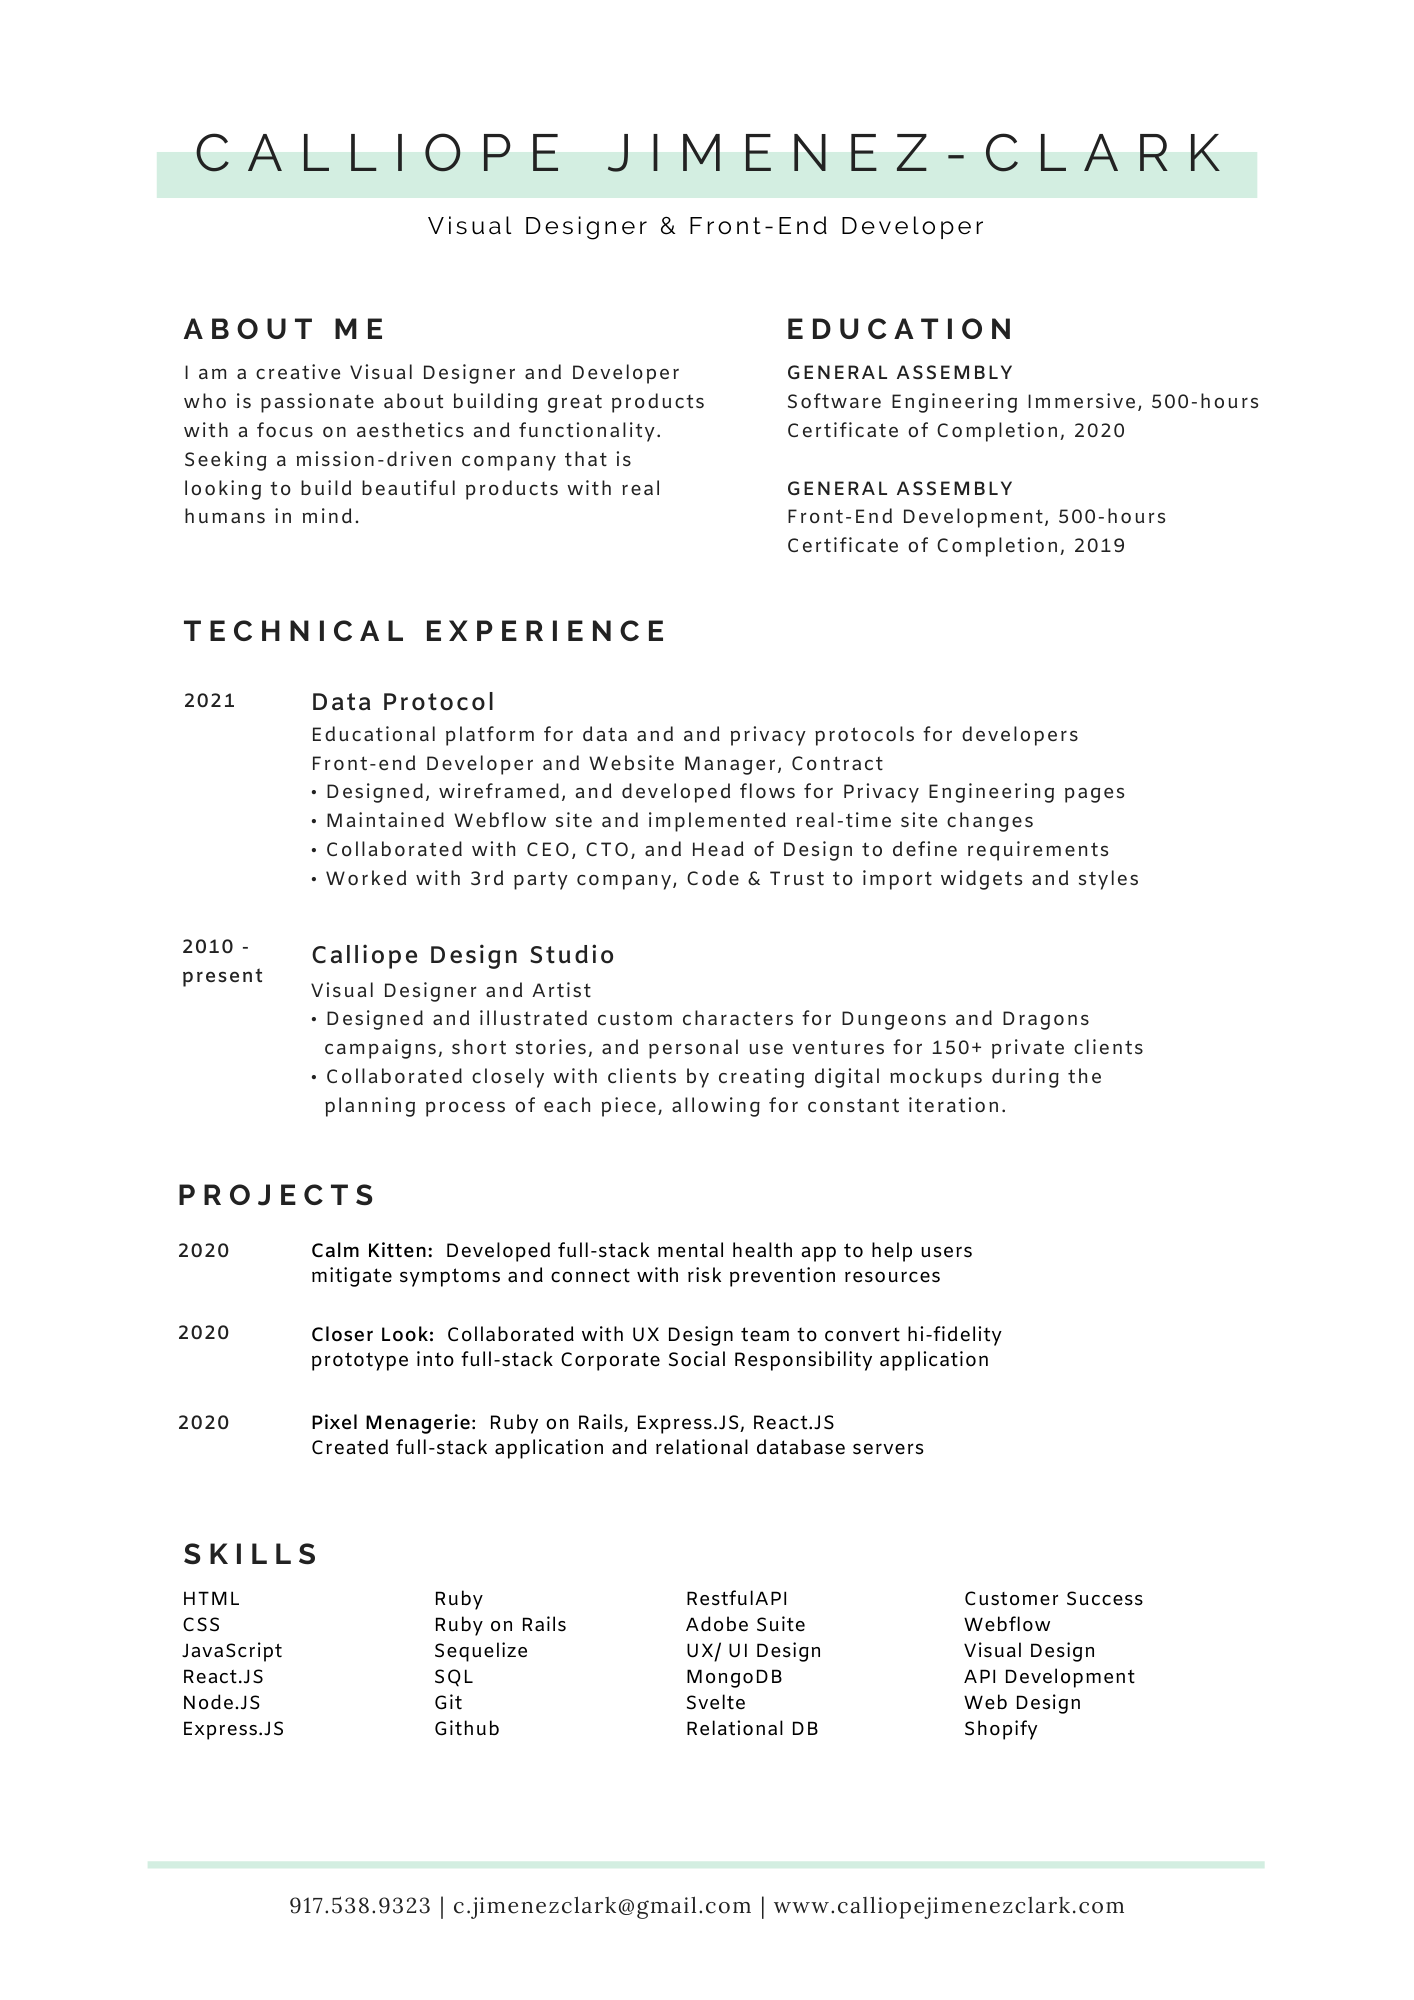 CALLIOPE JIMENEZ-CLARK
Visual Designer & Front-End Developer
ABOUT ME
I am a creative Visual Designer and Developer
who is passionate about building great products
with a focus on aesthetics and functionality.
Seeking a mission-driven company that is
looking to build beautiful products with real
humans in mind.
EDUCATION
GENERAL ASSEMBLY
Software Engineering Immersive, 500-hours
Certificate of Completion, 2020
GENERAL ASSEMBLY
Front-End Development, 500-hours
Certificate of Completion, 2019
TECHNICAL EXPERIENCE
2021
Data Protocol
Educational platform for data and and privacy protocols for developers
Front-end Developer and Website Manager, Contract
• Designed, wireframed, and developed flows for Privacy Engineering pages
• Maintained Webflow site and implemented real-time site changes
• Collaborated with CEO, CTO, and Head of Design to define requirements
• Worked with 3rd party company, Code & Trust to import widgets and styles
2010 -
present
Calliope Design Studio
Visual Designer and Artist
• Designed and illustrated custom characters for Dungeons and Dragons
campaigns, short stories, and personal use ventures for 150+ private clients
• Collaborated closely with clients by creating digital mockups during the
planning process of each piece, allowing for constant iteration.
PROJECTS
2020
Calm Kitten: Developed full-stack mental health app to help users
mitigate symptoms and connect with risk prevention resources
2020
Closer Look: Collaborated with UX Design team to convert hi-fidelity
prototype into full-stack Corporate Social Responsibility application
2020
Pixel Menagerie: Ruby on Rails, Express.JS, React.JS
Created full-stack application and relational database servers
SKILLS
HTML
CSS
JavaScript
React.JS
Node.JS
Express.JS
Ruby
Ruby on Rails
Sequelize
SQL
Git
Github
RestfulAPI
Adobe Suite
UX/ UI Design
MongoDB
Svelte
Relational DB
Customer Success
Webflow
Visual Design
API Development
Web Design
Shopify
917.538.9323 | c.jimenezclark@gmail.com | www.calliopejimenezclark.com